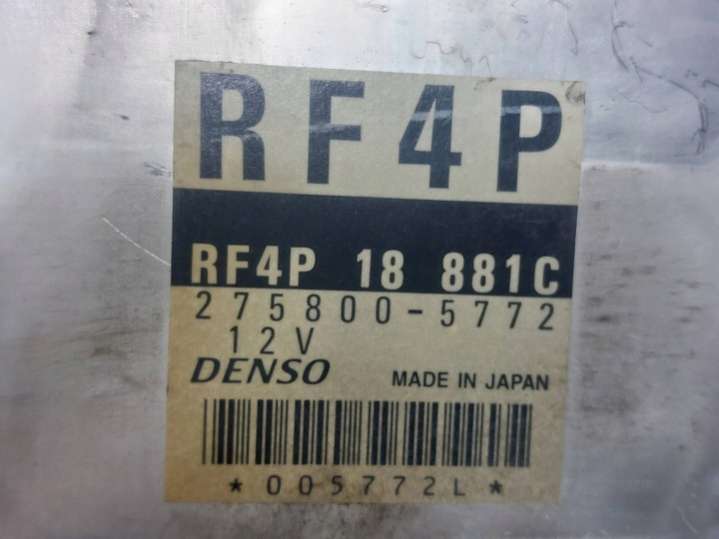 RF4P
RF4P 18 881C
275800-5772
12V
DENSO MADE IN JAPAN
*005772L*